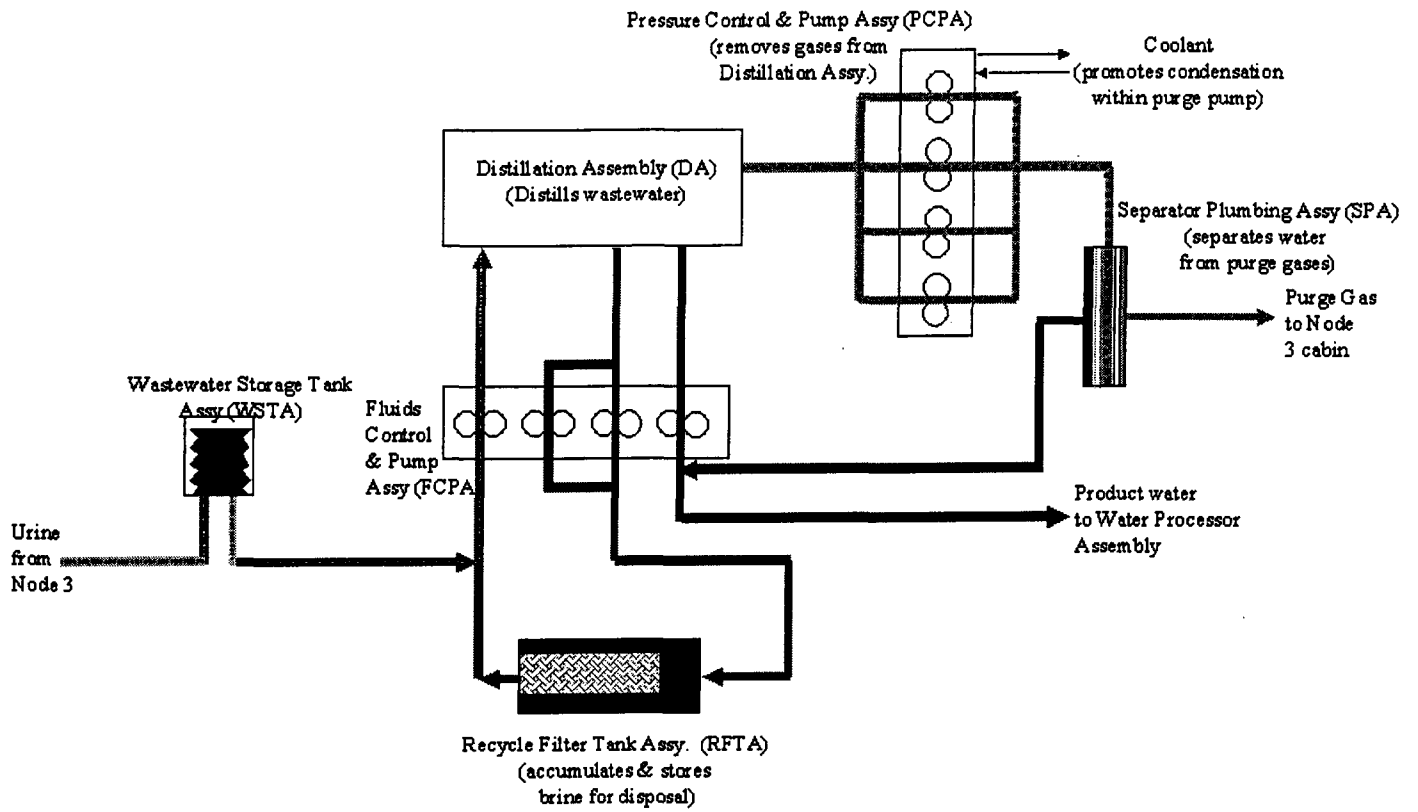 Pressure Control & Pump Assy (PCPA)
(removes gases from
Distillation Assy.)
Coolant
(promotes condensation
within purge pump)
Distillation Assembly (DA)
(Distills wastewater)
Separator Plumbing Assy (SPA)
(separates water
from purge gases)
Purge Gas
to Node
3 cabin
Wastewater Storage Tank
Assy (WSTA)
Fluids
Control
& Pump
Assy (FCPA
Product water
to Water Processor
Assembly
Urine
from
Node 3
Recycle Filter Tank Assy. (RFTA)
(accumulates & stores
brine for disposal)